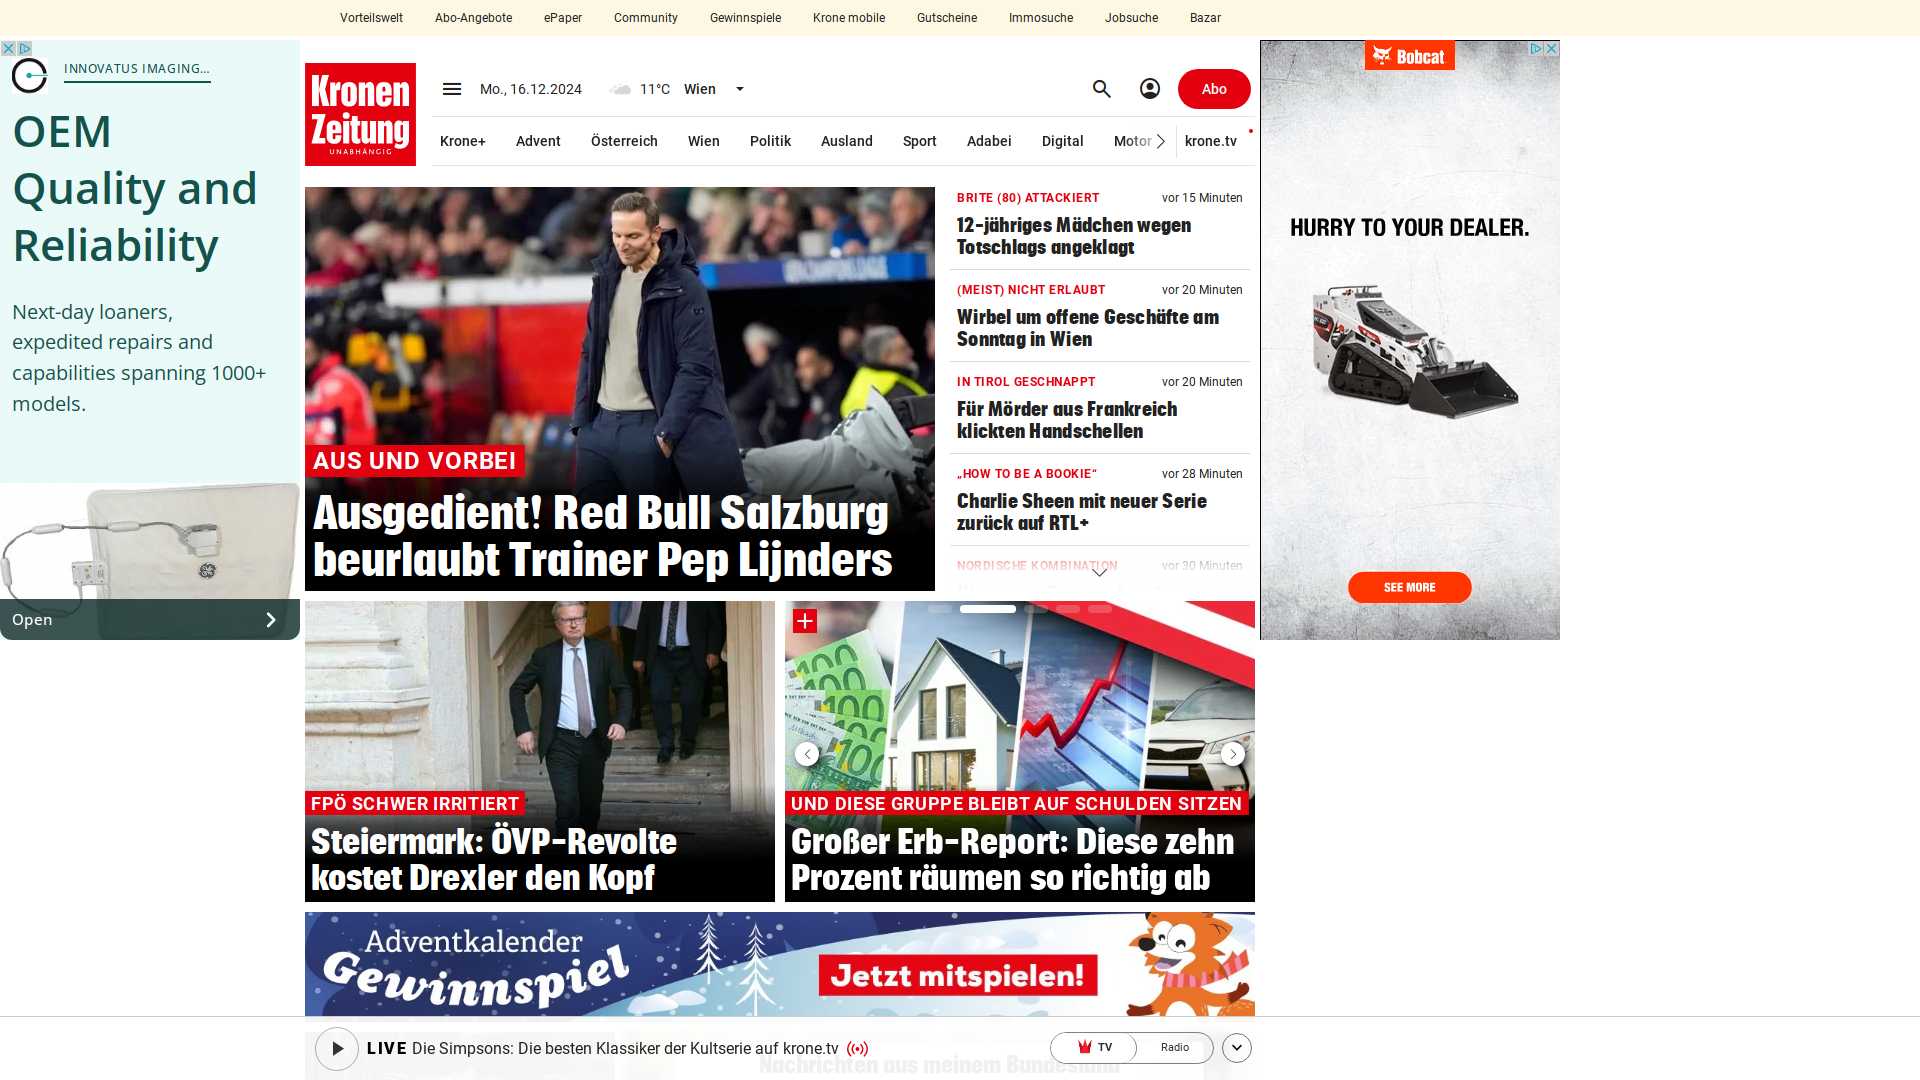 Vorteilswelt Abo-Angebote ePaper Community Gewinnspiele Krone mobile Gutscheine Immosuche Jobsuche Bazar
INNOVATUS IMAGING...
OEM
Quality and
Reliability
Next-day loaners,
expedited repairs and
capabilities spanning 1000+
models.
Open
Kronen
Zeitung
UNABHÄNGIG
Mo., 16.12.2024 11°C Wien Abo
Krone+ Advent Österreich Wien Politik Ausland Sport Adabei Digital Motor krone.tv
AUS UND VORBEI
Ausgedient! Red Bull Salzburg
beurlaubt Trainer Pep Lijnders
BRITE (80) ATTACKIERT vor 15 Minuten
12-jähriges Mädchen wegen
Totschlags angeklagt
(MEIST) NICHT ERLAUBT vor 20 Minuten
Wirbel um offene Geschäfte am
Sonntag in Wien
IN TIROL GESCHNAPPT vor 20 Minuten
Für Mörder aus Frankreich
klickten Handschellen
„HOW TO BE A BOOKIE“ vor 28 Minuten
Charlie Sheen mit neuer Serie
zurück auf RTL+
NORDISCHE KOMBINATION vor 30 Minuten
FPÖ SCHWER IRRITIERT
Steiermark: ÖVP-Revolte
kostet Drexler den Kopf
UND DIESE GRUPPE BLEIBT AUF SCHULDEN SITZEN
Großer Erb-Report: Diese zehn
Prozent räumen so richtig ab
Adventkalender
Gewinnspiel
Jetzt mitspielen!
LIVE Die Simpsons: Die besten Klassiker der Kultserie auf krone.tv TV Radio
Nachrichten aus meinem Bundesland
Bobcat
HURRY TO YOUR DEALER.
SEE MORE